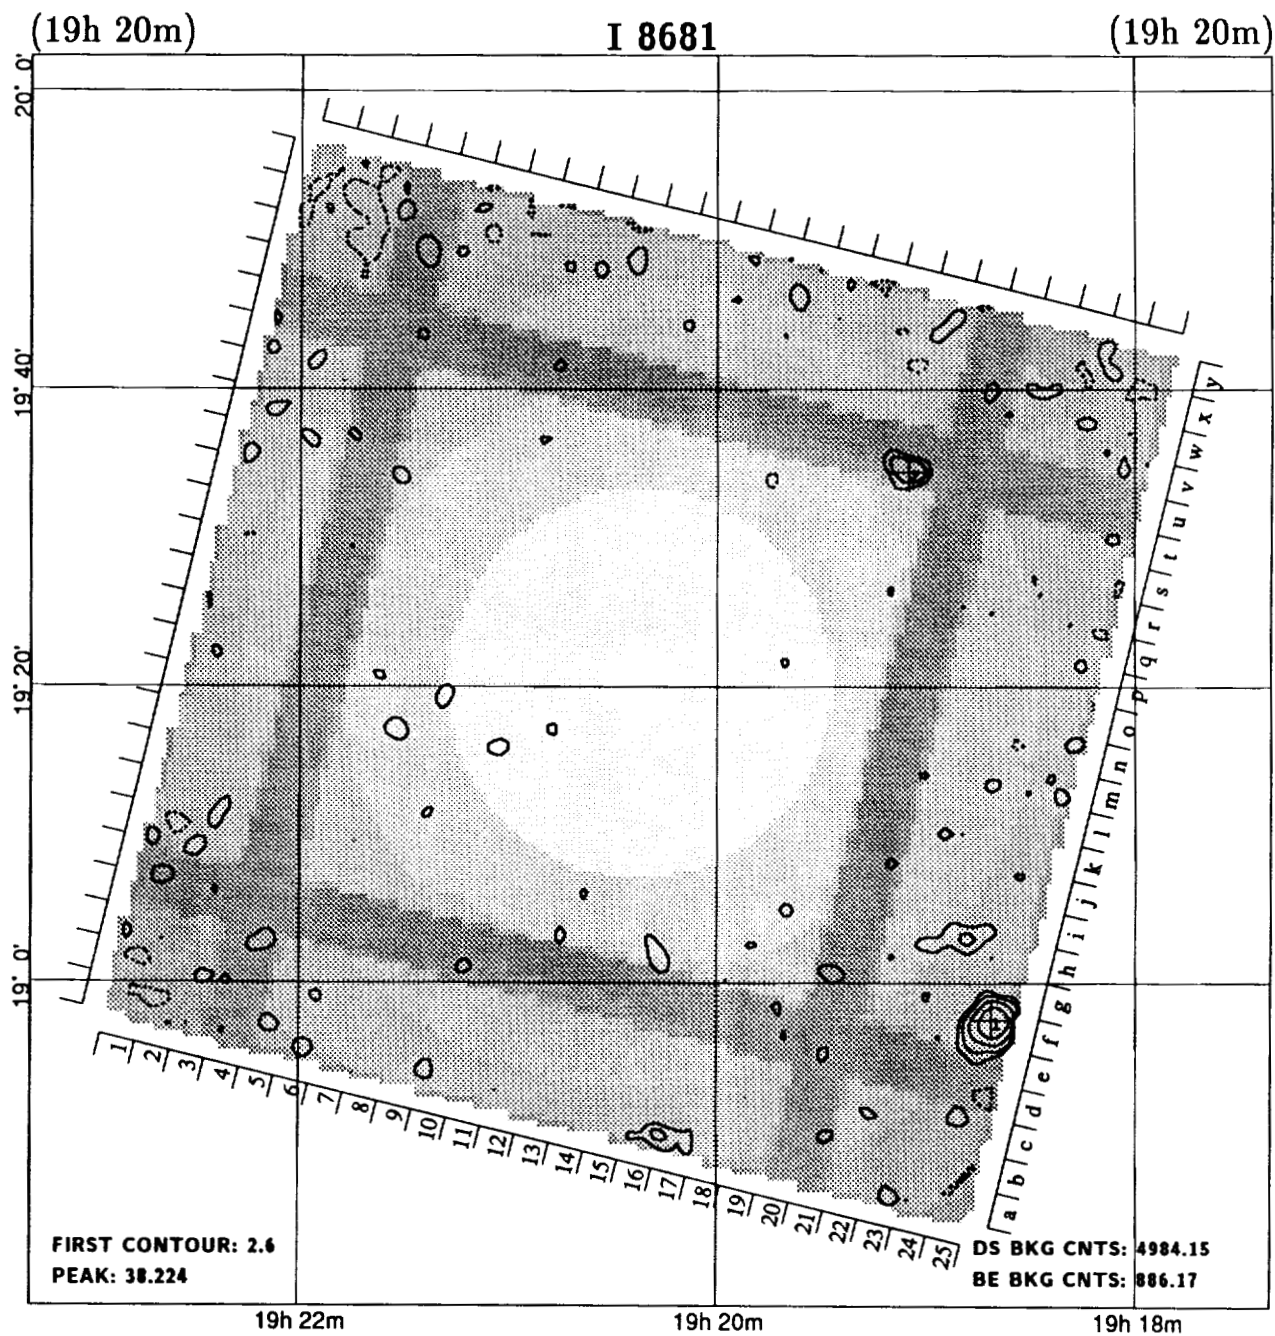 (19h 20m) I 8681 (19h 20m)
20° 0'
19° 40'
19° 20'
19° 0'
y
x
w
v
u
t
s
r
q
p
o
n
m
l
k
j
i
h
g
f
e
d
c
b
a
1 2 3 4 5 6 7 8 9 10 11 12 13 14 15 16 17 18 19 20 21 22 23 24 25
FIRST CONTOUR: 2.6
PEAK: 38.224
DS BKG CNTS: 4984.15
BE BKG CNTS: 886.17
19h 22m 19h 20m 19h 18m